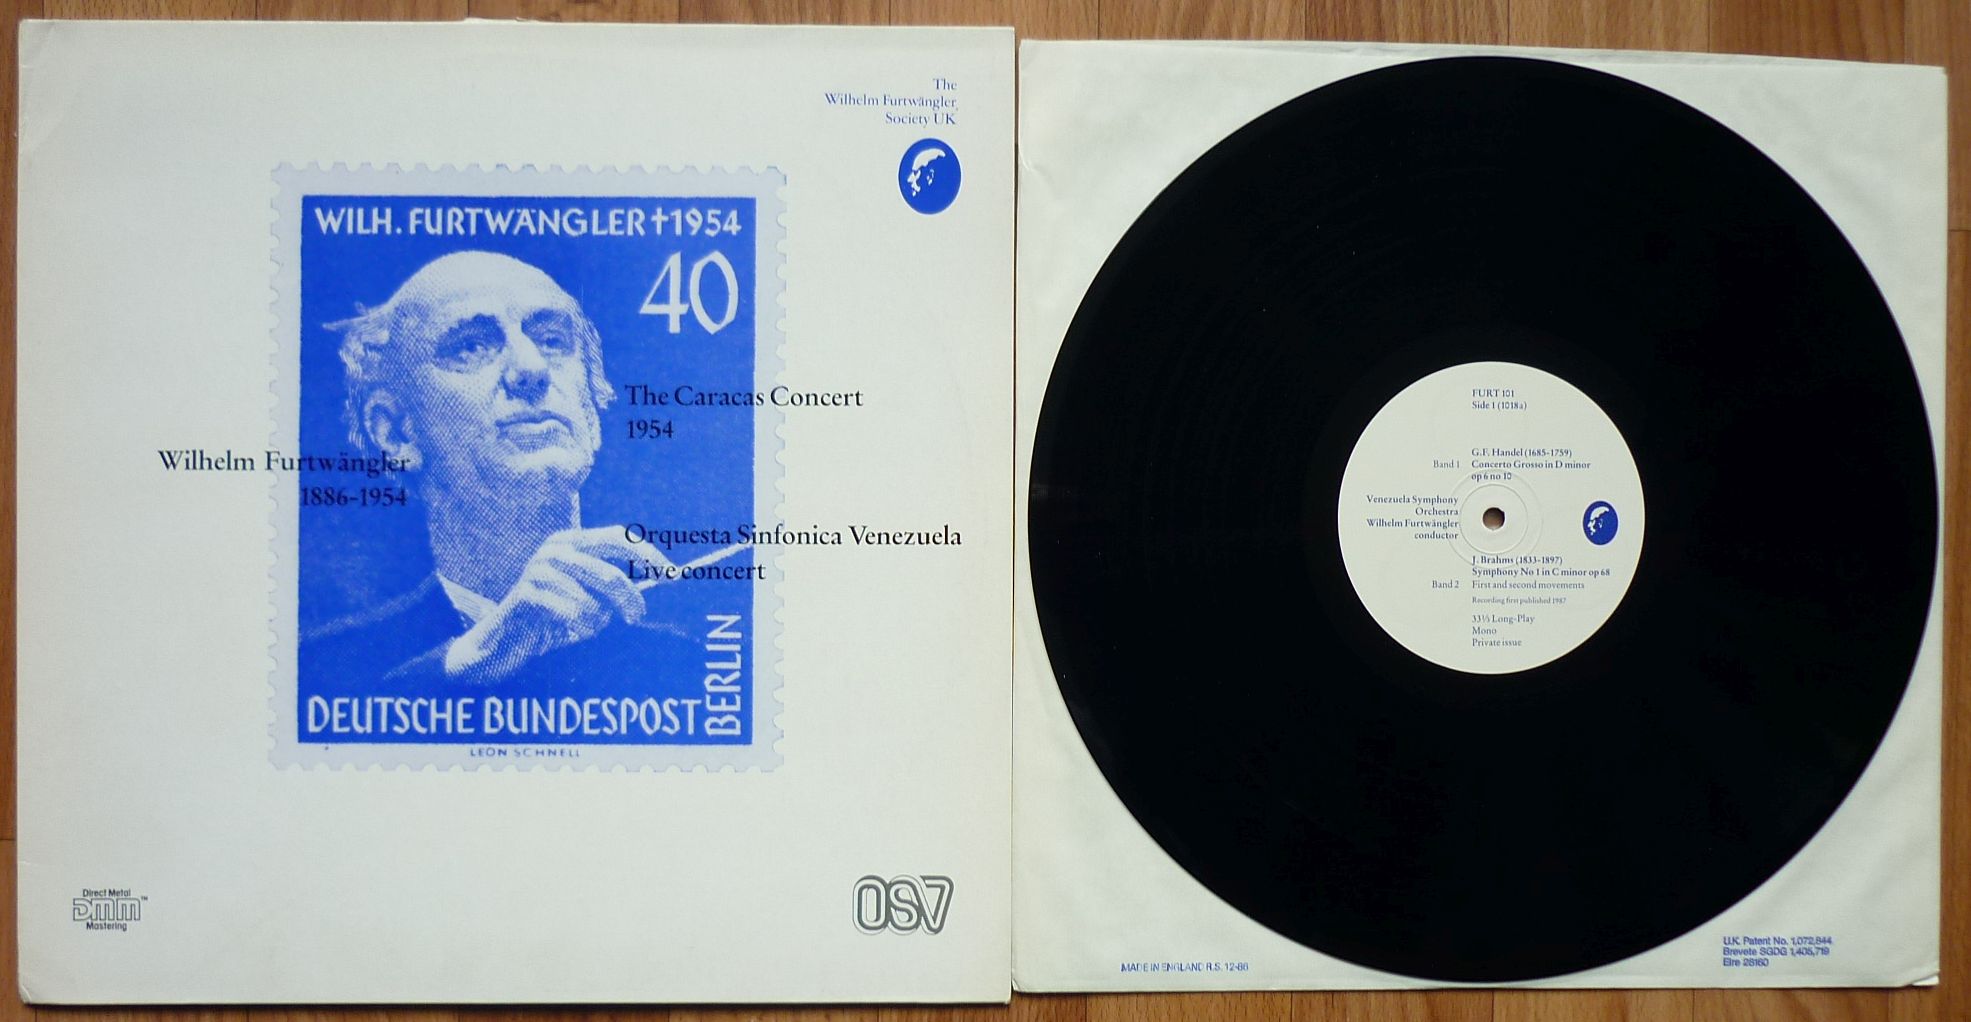 The
Wilhelm Furtwängler
Society UK
WILH. FURTWÄNGLER †1954
40
The Caracas Concert
1954
Wilhelm Furtwängler
1886-1954
Orquesta Sinfonica Venezuela
Live concert
BERLIN
DEUTSCHE BUNDESPOST
LEON SCHNELL
Direct Metal
DMM™
Mastering
OSV
FURT 101
Side 1 (1018a)
G.F. Handel (1685-1759)
Band 1 Concerto Grosso in D minor
op 6 no 10
Venezuela Symphony
Orchestra
Wilhelm Furtwängler
conductor
J. Brahms (1833-1897)
Symphony No 1 in C minor op 68
Band 2 First and second movements
Recording first published 1987
33⅓ Long-Play
Mono
Private issue
MADE IN ENGLAND R.S. 12-86
U.K. Patent No. 1,072,844
Brevete SGDG 1,405,719
Eire 28160